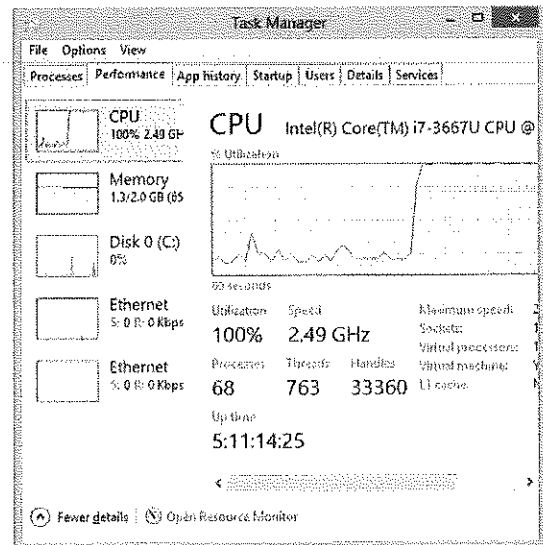 Task Manager
File Options View
Processes Performance App history Startup Users Details Services
CPU
100% 2.49 GH
Memory
1.3/2.0 GB (65
Disk 0 (C:)
0%
Ethernet
S: 0 R: 0 Kbps
Ethernet
S: 0 R: 0 Kbps
CPU Intel(R) Core(TM) i7-3667U CPU @
% Utilization
60 seconds
Utilization Speed
100% 2.49 GHz
Processes Threads Handles
68 763 33360
Up time
5:11:14:25
Maximum speed: 2
Sockets: 1
Virtual processors: 1
Virtual machine: Y
L1 cache: N
Fewer details Open Resource Monitor